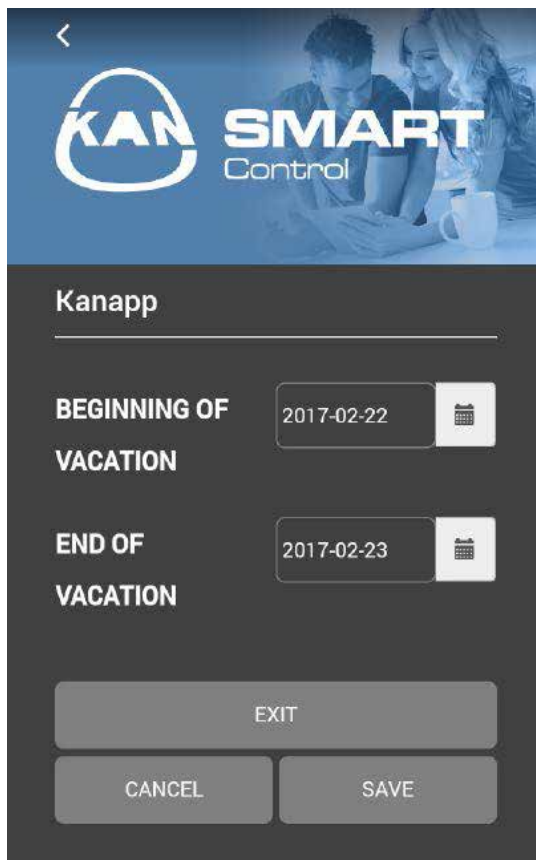 KAN SMART
Control
Kanapp
BEGINNING OF
VACATION
2017-02-22
END OF
VACATION
2017-02-23
EXIT
CANCEL SAVE